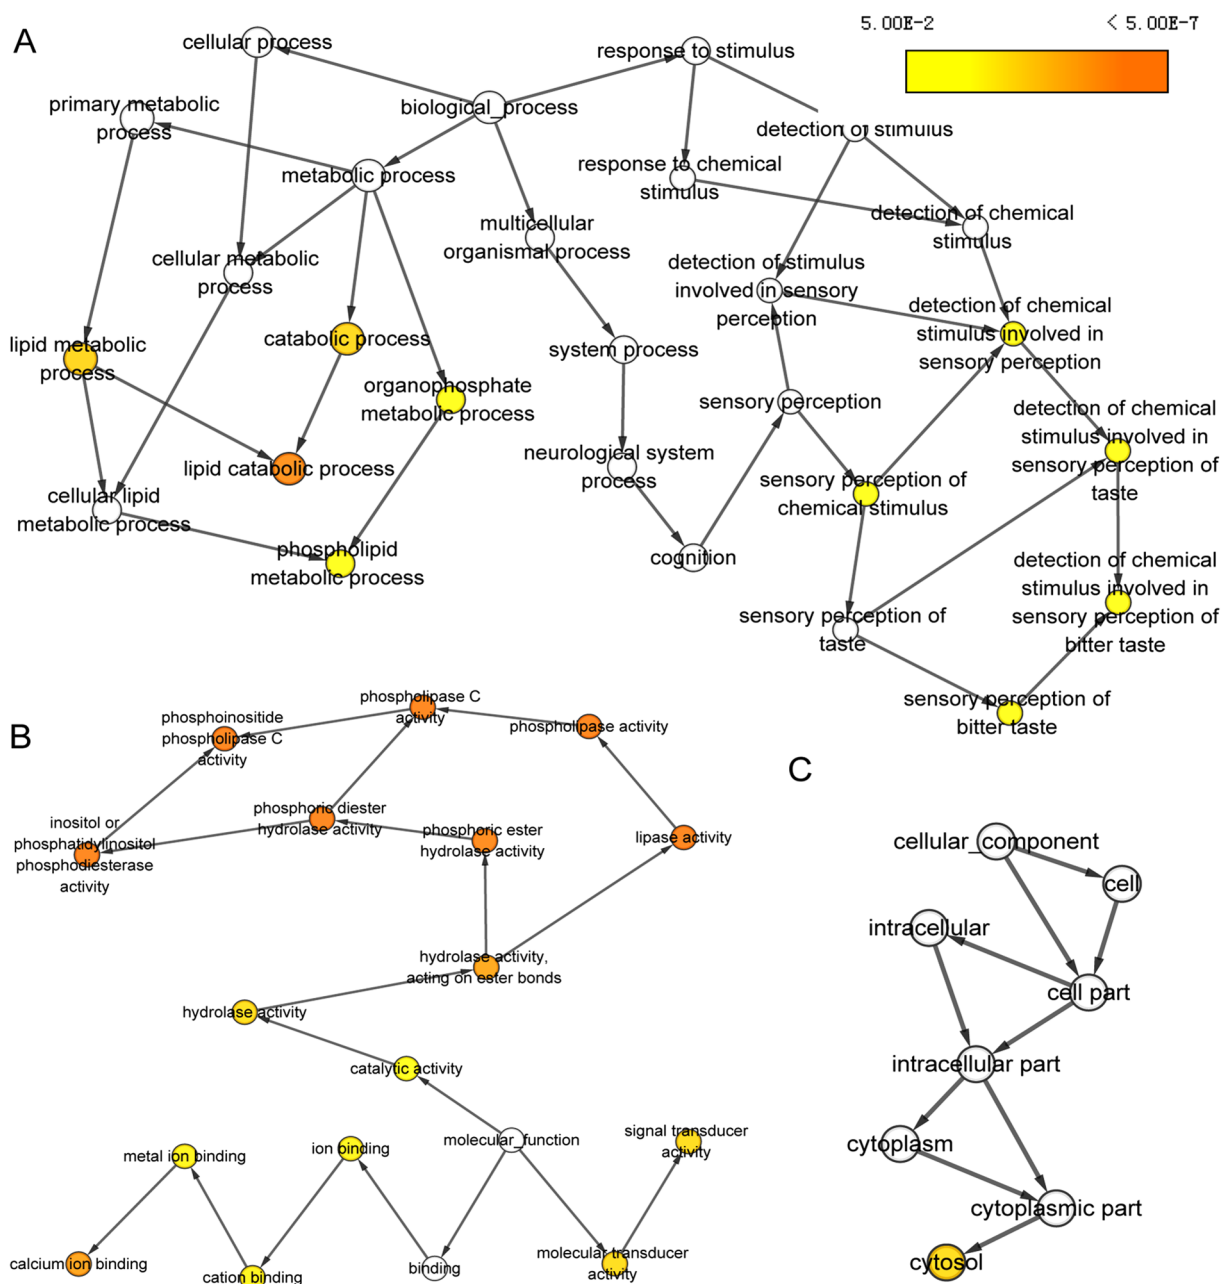 5.00E-2
< 5.00E-7
A
cellular process
response to stimulus
primary metabolic
process
biological_process
detection of stimulus
metabolic process
response to chemical
stimulus
multicellular
organismal process
detection of chemical
stimulus
cellular metabolic
process
detection of stimulus
involved in sensory
perception
detection of chemical
stimulus involved in
sensory perception
lipid metabolic
process
catabolic process
system process
organophosphate
metabolic process
sensory perception
detection of chemical
stimulus involved in
sensory perception of
taste
lipid catabolic process
neurological system
process
sensory perception of
chemical stimulus
cellular lipid
metabolic process
phospholipid
metabolic process
cognition
detection of chemical
stimulus involved in
sensory perception of
bitter taste
sensory perception of
taste
sensory perception of
bitter taste
B
phospholipase C
activity
phosphoinositide
phospholipase C
activity
phospholipase activity
inositol or
phosphatidylinositol
phosphodiesterase
activity
phosphoric diester
hydrolase activity
phosphoric ester
hydrolase activity
lipase activity
hydrolase activity,
acting on ester bonds
hydrolase activity
catalytic activity
molecular_function
signal transducer
activity
metal ion binding
ion binding
calcium ion binding
cation binding
binding
molecular transducer
activity
C
cellular_component
cell
intracellular
cell part
intracellular part
cytoplasm
cytoplasmic part
cytosol